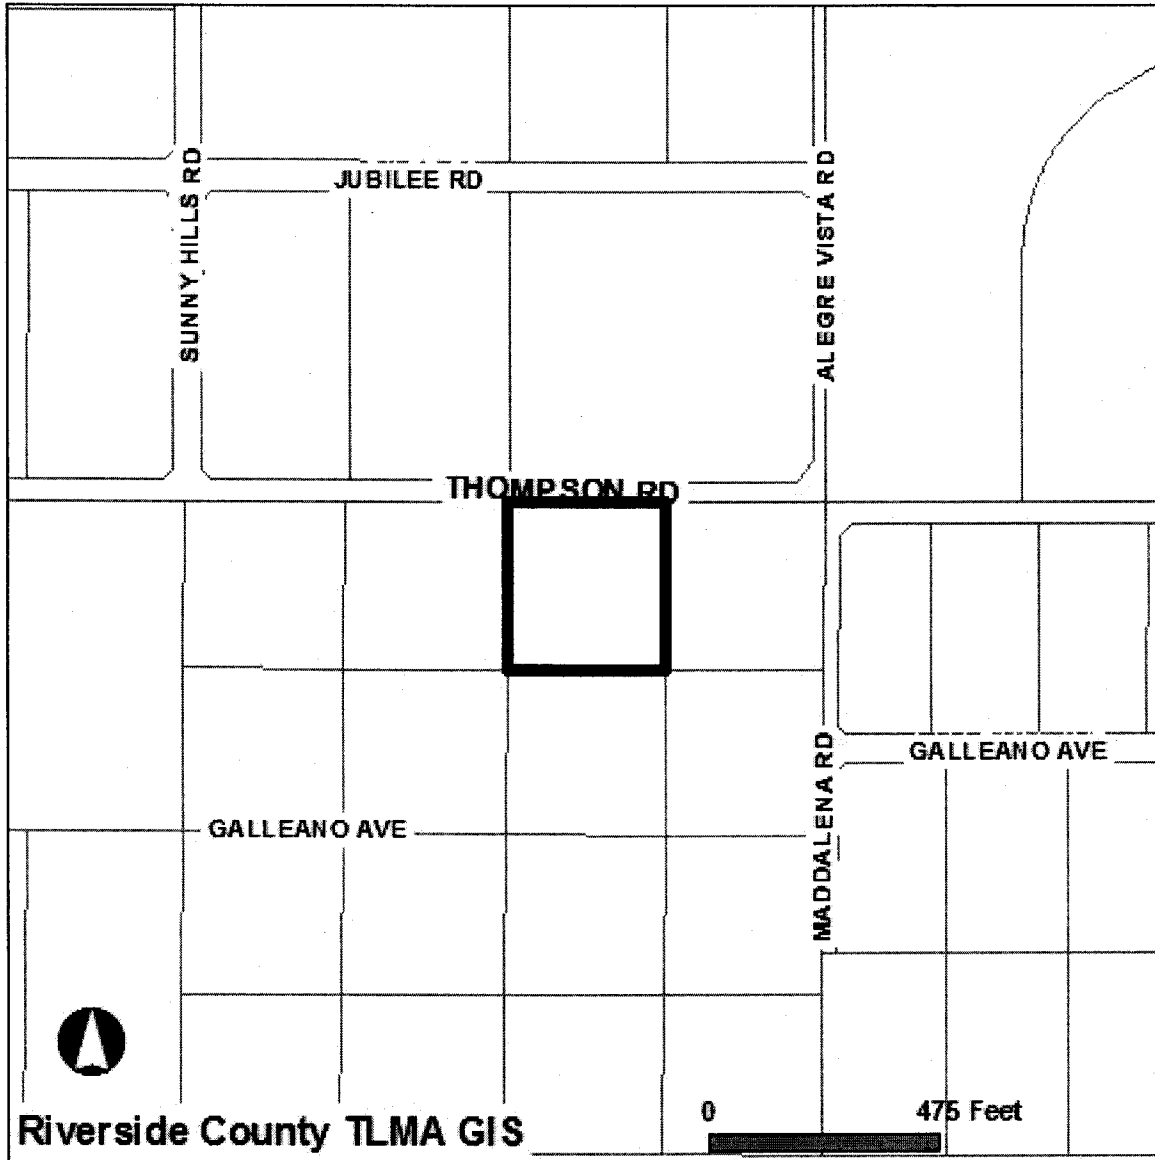 JUBILEE RD
SUNNY HILLS RD
ALEGRE VISTA RD
THOMPSON RD
GALLEANO AVE
MADDALENA RD
GALLEANO AVE
0 475 Feet
Riverside County TLMA GIS